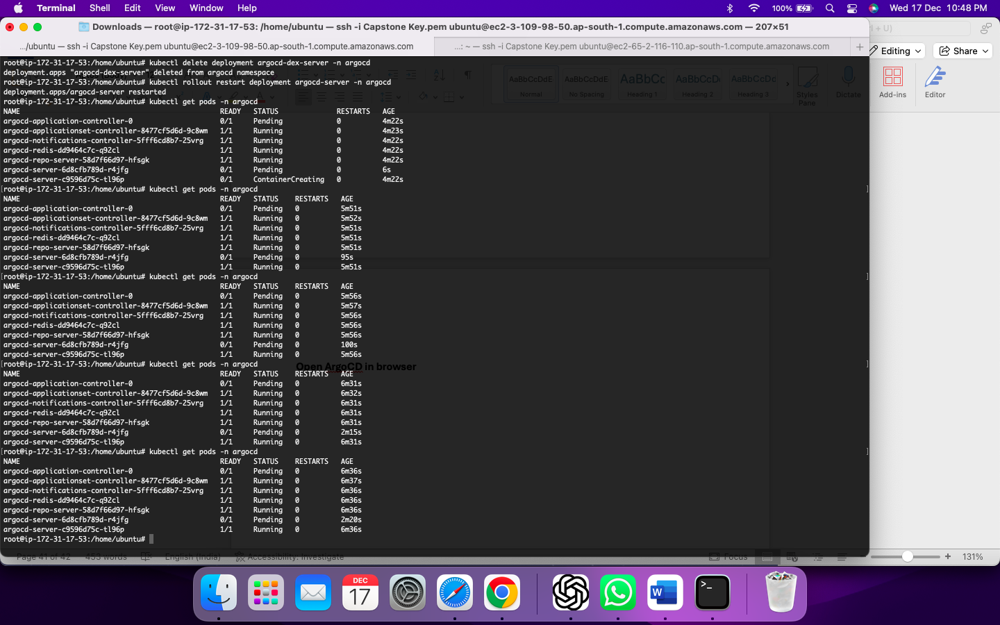 Terminal Shell Edit View Window Help 100% Wed 17 Dec 10:48 PM
Downloads — root@ip-172-31-17-53: /home/ubuntu — ssh -i Capstone Key.pem ubuntu@ec2-3-109-98-50.ap-south-1.compute.amazonaws.com — 207×51
.../ubuntu — ssh -i Capstone Key.pem ubuntu@ec2-3-109-98-50.ap-south-1.compute.amazonaws.com ...: ~ — ssh -i Capstone Key.pem ubuntu@ec2-65-2-116-110.ap-south-1.compute.amazonaws.com +
Editing Share
AaBbCcDdE AaBbCcDdE AaBbCc AaBbCcD AaBbCcDd
Normal No Spacing Heading 1 Heading 2 Heading 3 Styles Pane Dictate Add-ins Editor
root@ip-172-31-17-53:/home/ubuntu# kubectl delete deployment argocd-dex-server -n argocd
deployment.apps "argocd-dex-server" deleted from argocd namespace
root@ip-172-31-17-53:/home/ubuntu# kubectl rollout restart deployment argocd-server -n argocd
deployment.apps/argocd-server restarted
root@ip-172-31-17-53:/home/ubuntu# kubectl get pods -n argocd
NAME READY STATUS RESTARTS AGE
argocd-application-controller-0 0/1 Pending 0 4m22s
argocd-applicationset-controller-8477cf5d6d-9c8wm 1/1 Running 0 4m23s
argocd-notifications-controller-5fff6cd8b7-25vrg 1/1 Running 0 4m22s
argocd-redis-dd9464c7c-q92cl 1/1 Running 0 4m22s
argocd-repo-server-58d7f66d97-hfsgk 1/1 Running 0 4m22s
argocd-server-6d8cfb789d-r4jfg 0/1 Pending 0 6s
argocd-server-c9596d75c-tl96p 0/1 ContainerCreating 0 4m22s
[root@ip-172-31-17-53:/home/ubuntu# kubectl get pods -n argocd ]
NAME READY STATUS RESTARTS AGE
argocd-application-controller-0 0/1 Pending 0 5m51s
argocd-applicationset-controller-8477cf5d6d-9c8wm 1/1 Running 0 5m52s
argocd-notifications-controller-5fff6cd8b7-25vrg 1/1 Running 0 5m51s
argocd-redis-dd9464c7c-q92cl 1/1 Running 0 5m51s
argocd-repo-server-58d7f66d97-hfsgk 1/1 Running 0 5m51s
argocd-server-6d8cfb789d-r4jfg 0/1 Pending 0 95s
argocd-server-c9596d75c-tl96p 1/1 Running 0 5m51s
[root@ip-172-31-17-53:/home/ubuntu# kubectl get pods -n argocd ]
NAME READY STATUS RESTARTS AGE
argocd-application-controller-0 0/1 Pending 0 5m56s
argocd-applicationset-controller-8477cf5d6d-9c8wm 1/1 Running 0 5m57s
argocd-notifications-controller-5fff6cd8b7-25vrg 1/1 Running 0 5m56s
argocd-redis-dd9464c7c-q92cl 1/1 Running 0 5m56s
argocd-repo-server-58d7f66d97-hfsgk 1/1 Running 0 5m56s
argocd-server-6d8cfb789d-r4jfg 0/1 Pending 0 100s
argocd-server-c9596d75c-tl96p 1/1 Running 0 5m56s
[root@ip-172-31-17-53:/home/ubuntu# kubectl get pods -n argocd ]
Open ArgoCD in browser
NAME READY STATUS RESTARTS AGE
argocd-application-controller-0 0/1 Pending 0 6m31s
argocd-applicationset-controller-8477cf5d6d-9c8wm 1/1 Running 0 6m32s
argocd-notifications-controller-5fff6cd8b7-25vrg 1/1 Running 0 6m31s
argocd-redis-dd9464c7c-q92cl 1/1 Running 0 6m31s
argocd-repo-server-58d7f66d97-hfsgk 1/1 Running 0 6m31s
argocd-server-6d8cfb789d-r4jfg 0/1 Pending 0 2m15s
argocd-server-c9596d75c-tl96p 1/1 Running 0 6m31s
[root@ip-172-31-17-53:/home/ubuntu# kubectl get pods -n argocd ]
NAME READY STATUS RESTARTS AGE
argocd-application-controller-0 0/1 Pending 0 6m36s
argocd-applicationset-controller-8477cf5d6d-9c8wm 1/1 Running 0 6m37s
argocd-notifications-controller-5fff6cd8b7-25vrg 1/1 Running 0 6m36s
argocd-redis-dd9464c7c-q92cl 1/1 Running 0 6m36s
argocd-repo-server-58d7f66d97-hfsgk 1/1 Running 0 6m36s
argocd-server-6d8cfb789d-r4jfg 0/1 Pending 0 2m20s
argocd-server-c9596d75c-tl96p 1/1 Running 0 6m36s
root@ip-172-31-17-53:/home/ubuntu#
Page 41 of 42 453 words English (India) Accessibility: Investigate Focus 131%
DEC
17